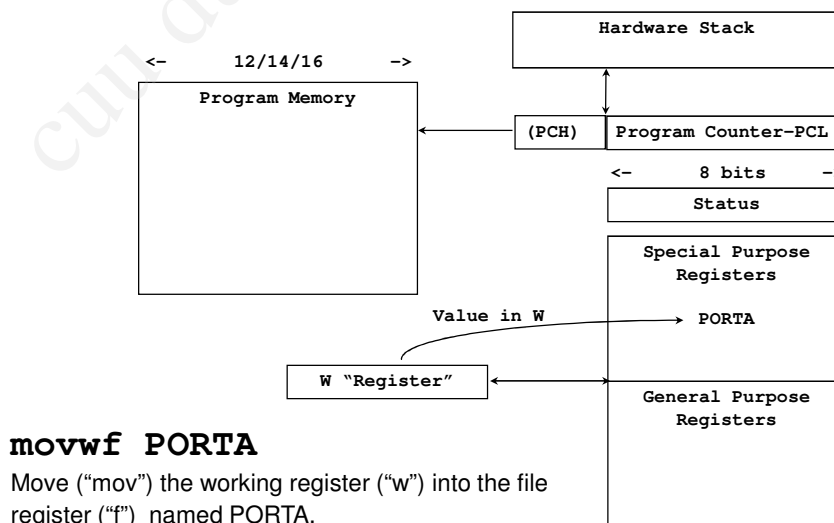 Hardware Stack
<- 12/14/16 ->
Program Memory
(PCH) Program Counter-PCL
<- 8 bits -
Status
Special Purpose
Registers
Value in W
PORTA
W “Register”
General Purpose
Registers
movwf PORTA
Move (“mov”) the working register (“w”) into the file
register (“f”) named PORTA.
cuu